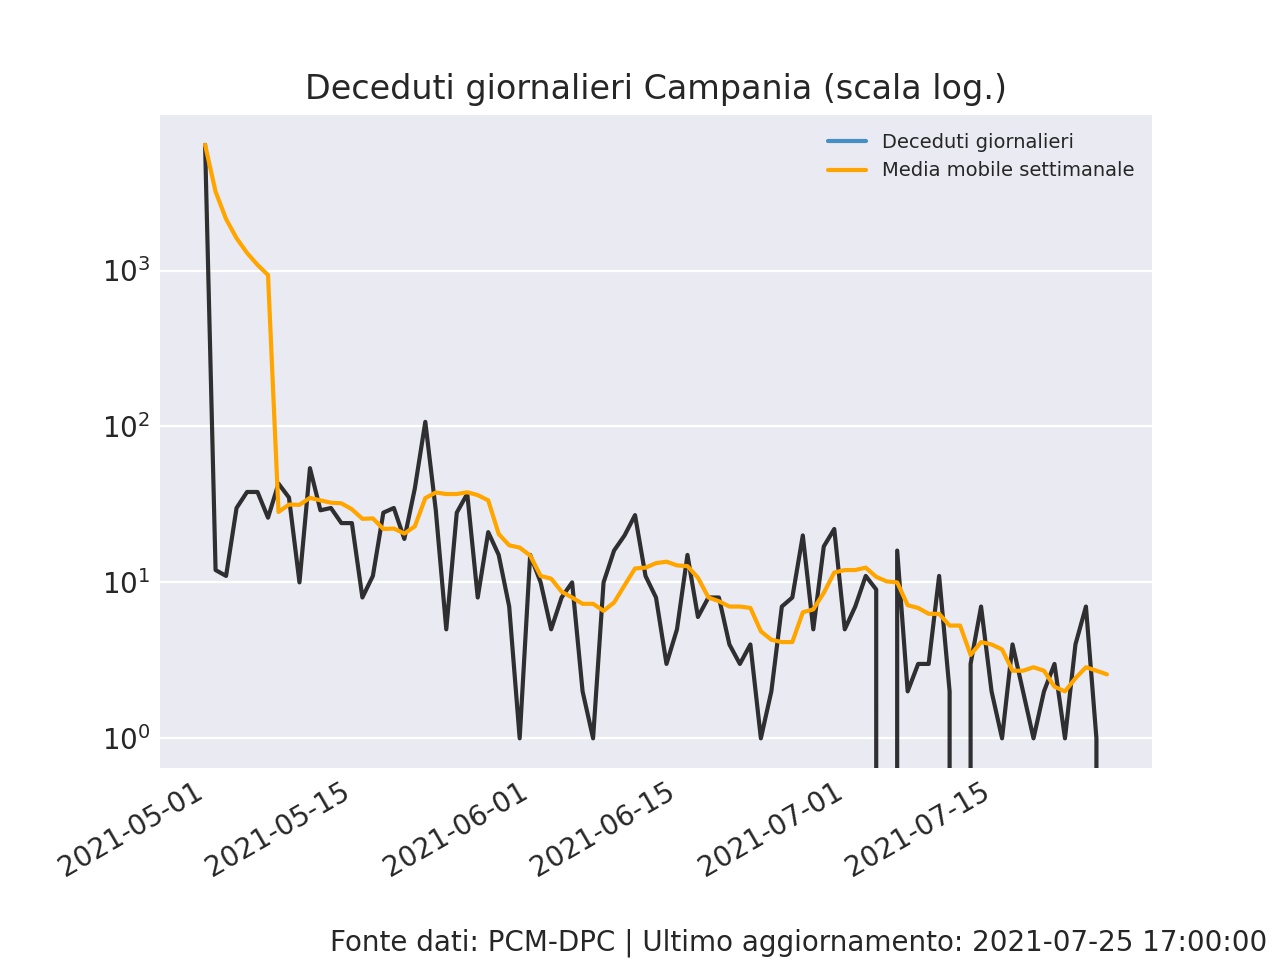 Deceduti giornalieri Campania (scala log.)
Deceduti giornalieri
Media mobile settimanale
10³
10²
10¹
10⁰
2021-05-01
2021-05-15
2021-06-01
2021-06-15
2021-07-01
2021-07-15
Fonte dati: PCM-DPC | Ultimo aggiornamento: 2021-07-25 17:00:00